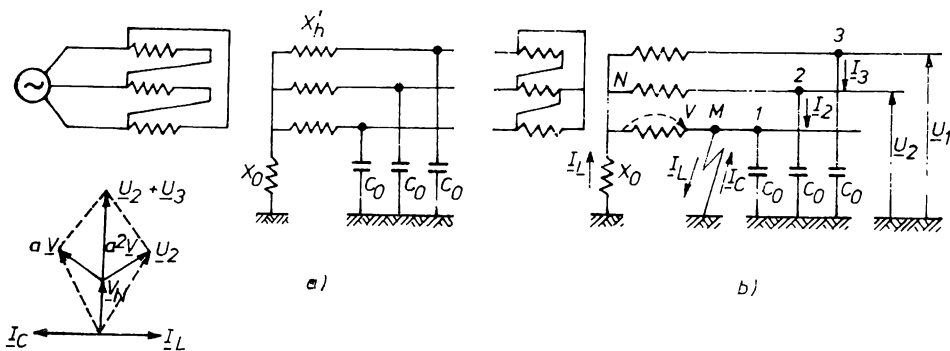 X'h
X0
C0 C0 C0
a)
U2 + U3
aV a²V U2
VN
IC IL
3
I3
N 2
I2
V M 1
U1
U2
IL X0 IL IC C0 C0 C0
b)